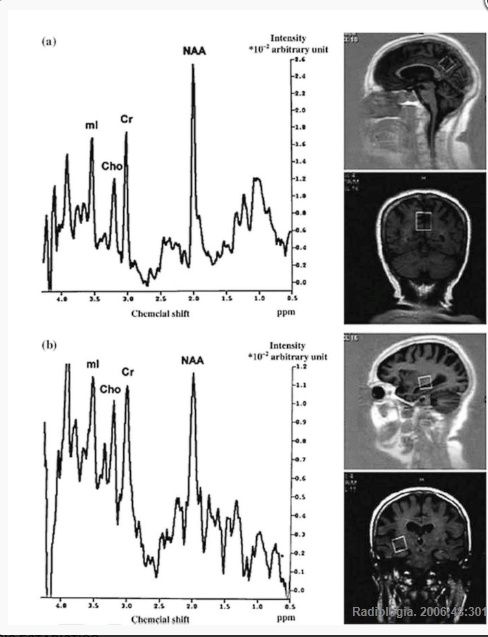 (a)
Intensity
*10⁻² arbitrary unit
NAA
2.6
2.4
2.2
2.0
1.8
1.6
1.4
1.2
1.0
0.8
0.6
0.4
0.2
0.0
mI
Cr
Cho
4.0 3.5 3.0 2.5 2.0 1.5 1.0 0.5
Chemcial shift ppm
(b)
Intensity
*10⁻² arbitrary unit
mI
Cr
Cho
NAA
1.2
1.1
1.0
0.9
0.8
0.7
0.6
0.5
0.4
0.3
0.2
0.1
0.0
4.0 3.5 3.0 2.5 2.0 1.5 1.0 0.5
Chemcial shift ppm
Radiologia. 2006;48:301